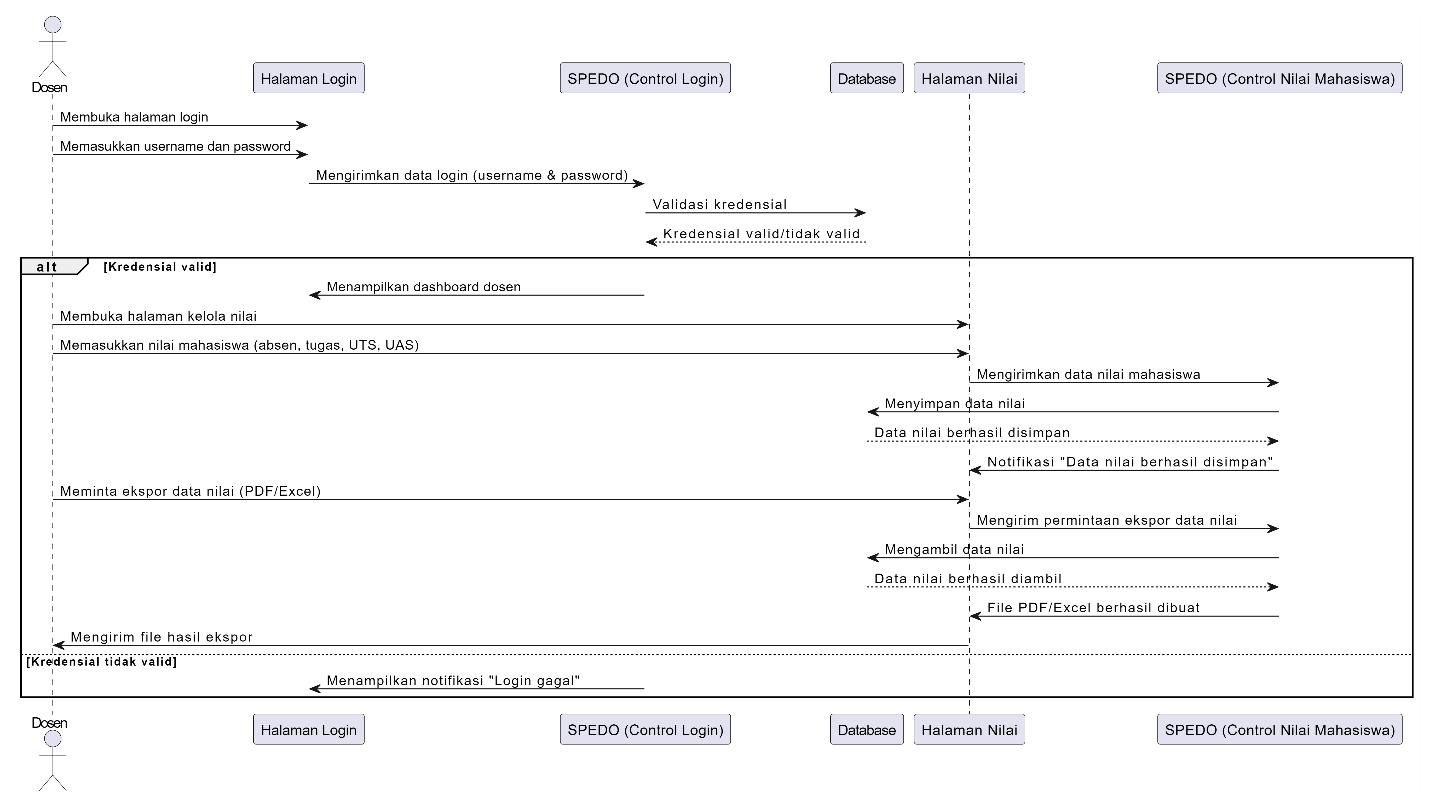 Dosen
Halaman Login
SPEDO (Control Login)
Database
Halaman Nilai
SPEDO (Control Nilai Mahasiswa)
Membuka halaman login
Memasukkan username dan password
Mengirimkan data login (username & password)
Validasi kredensial
Kredensial valid/tidak valid
alt [Kredensial valid]
Menampilkan dashboard dosen
Membuka halaman kelola nilai
Memasukkan nilai mahasiswa (absen, tugas, UTS, UAS)
Mengirimkan data nilai mahasiswa
Menyimpan data nilai
Data nilai berhasil disimpan
Notifikasi "Data nilai berhasil disimpan"
Meminta ekspor data nilai (PDF/Excel)
Mengirim permintaan ekspor data nilai
Mengambil data nilai
Data nilai berhasil diambil
File PDF/Excel berhasil dibuat
Mengirim file hasil ekspor
[Kredensial tidak valid]
Menampilkan notifikasi "Login gagal"
Dosen
Halaman Login
SPEDO (Control Login)
Database
Halaman Nilai
SPEDO (Control Nilai Mahasiswa)